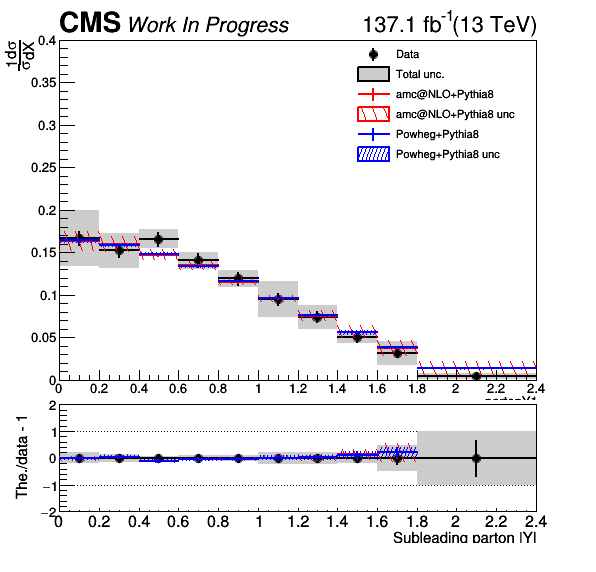 CMS Work In Progress 137.1 fb-1(13 TeV)
1 dσ
σ dX
0.4
0.35
0.3
0.25
0.2
0.15
0.1
0.05
0
Data
Total unc.
amc@NLO+Pythia8
amc@NLO+Pythia8 unc
Powheg+Pythia8
Powheg+Pythia8 unc
0 0.2 0.4 0.6 0.8 1 1.2 1.4 1.6 1.8 2 2.2 2.4
The./data - 1
2
1
0
−1
−2
0 0.2 0.4 0.6 0.8 1 1.2 1.4 1.6 1.8 2 2.2 2.4
Subleading parton |Y|